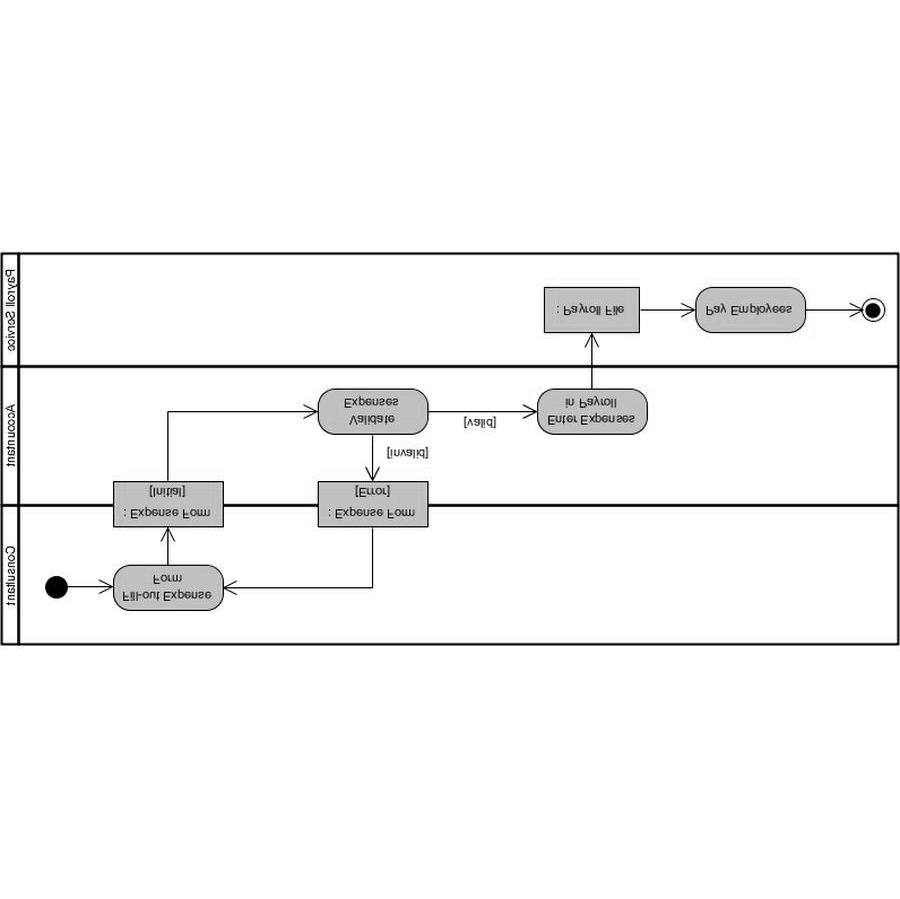 Consultant
Fill-out Expense
Form
: Expense Form
[Initial]
: Expense Form
[Error]
Accountant
[invalid]
Validate
Expenses
[valid]
Enter Expenses
in Payroll
Payroll Service
: Payroll File
Pay Employees